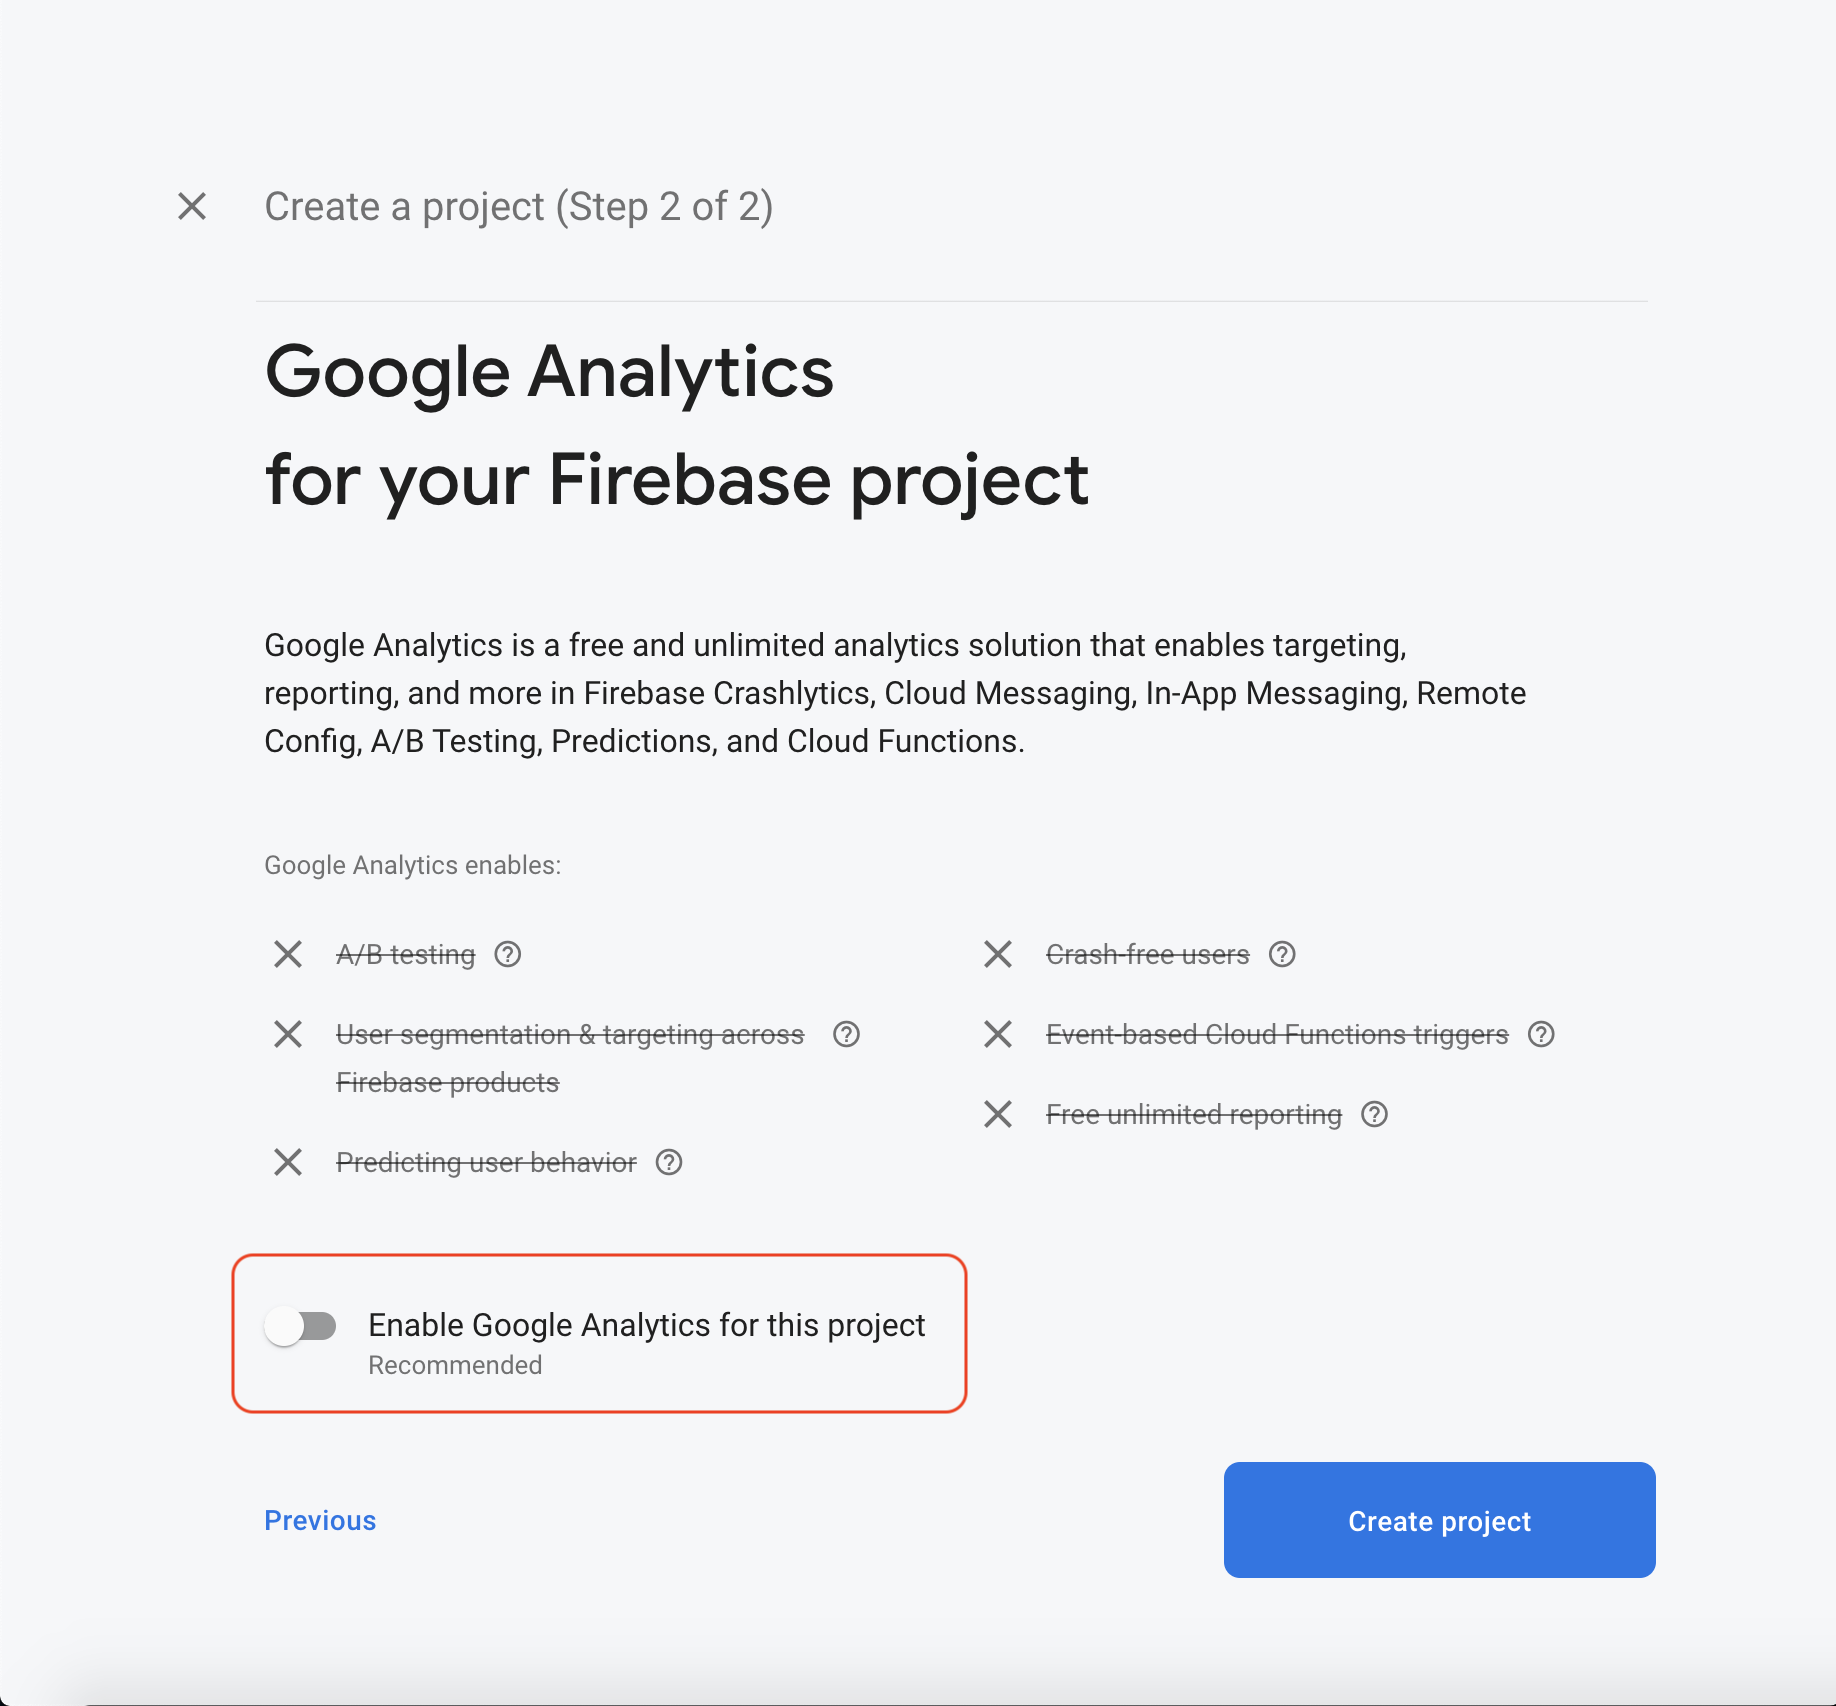 Create a project (Step 2 of 2)
Google Analytics
for your Firebase project
Google Analytics is a free and unlimited analytics solution that enables targeting,
reporting, and more in Firebase Crashlytics, Cloud Messaging, In-App Messaging, Remote
Config, A/B Testing, Predictions, and Cloud Functions.
Google Analytics enables:
A/B testing
User segmentation & targeting across
Firebase products
Predicting user behavior
Crash-free users
Event-based Cloud Functions triggers
Free unlimited reporting
Enable Google Analytics for this project
Recommended
Previous
Create project